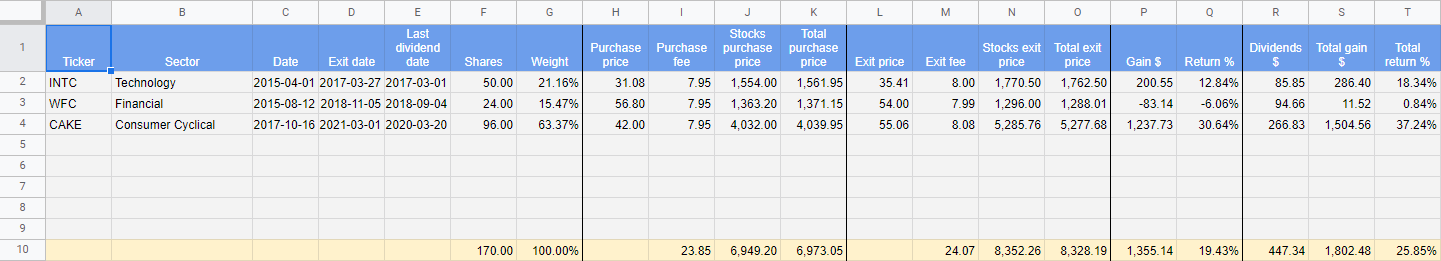 A B C D E F G H I J K L M N O P Q R S T
1 Ticker Sector Date Exit date Last dividend date Shares Weight Purchase price Purchase fee Stocks purchase price Total purchase price Exit price Exit fee Stocks exit price Total exit price Gain $ Return % Dividends $ Total gain $ Total return %
2 INTC Technology 2015-04-01 2017-03-27 2017-03-01 50.00 21.16% 31.08 7.95 1,554.00 1,561.95 35.41 8.00 1,770.50 1,762.50 200.55 12.84% 85.85 286.40 18.34%
3 WFC Financial 2015-08-12 2018-11-05 2018-09-04 24.00 15.47% 56.80 7.95 1,363.20 1,371.15 54.00 7.99 1,296.00 1,288.01 -83.14 -6.06% 94.66 11.52 0.84%
4 CAKE Consumer Cyclical 2017-10-16 2021-03-01 2020-03-20 96.00 63.37% 42.00 7.95 4,032.00 4,039.95 55.06 8.08 5,285.76 5,277.68 1,237.73 30.64% 266.83 1,504.56 37.24%
5
6
7
8
9
10 170.00 100.00% 23.85 6,949.20 6,973.05 24.07 8,352.26 8,328.19 1,355.14 19.43% 447.34 1,802.48 25.85%